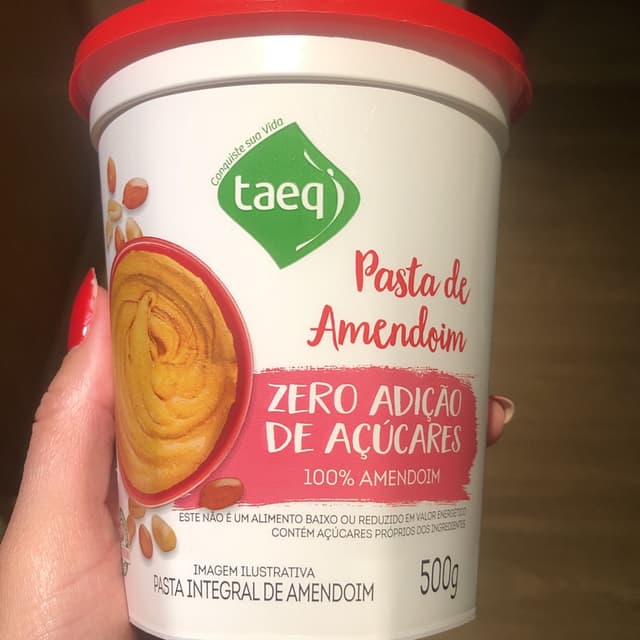 Conquiste sua Vida
taeq
Pasta de
Amendoim
ZERO ADIÇÃO
DE AÇÚCARES
100% AMENDOIM
ESTE NÃO É UM ALIMENTO BAIXO OU REDUZIDO EM VALOR ENERGÉTICO
CONTÉM AÇÚCARES PRÓPRIOS DOS INGREDIENTES
IMAGEM ILUSTRATIVA
PASTA INTEGRAL DE AMENDOIM
500g